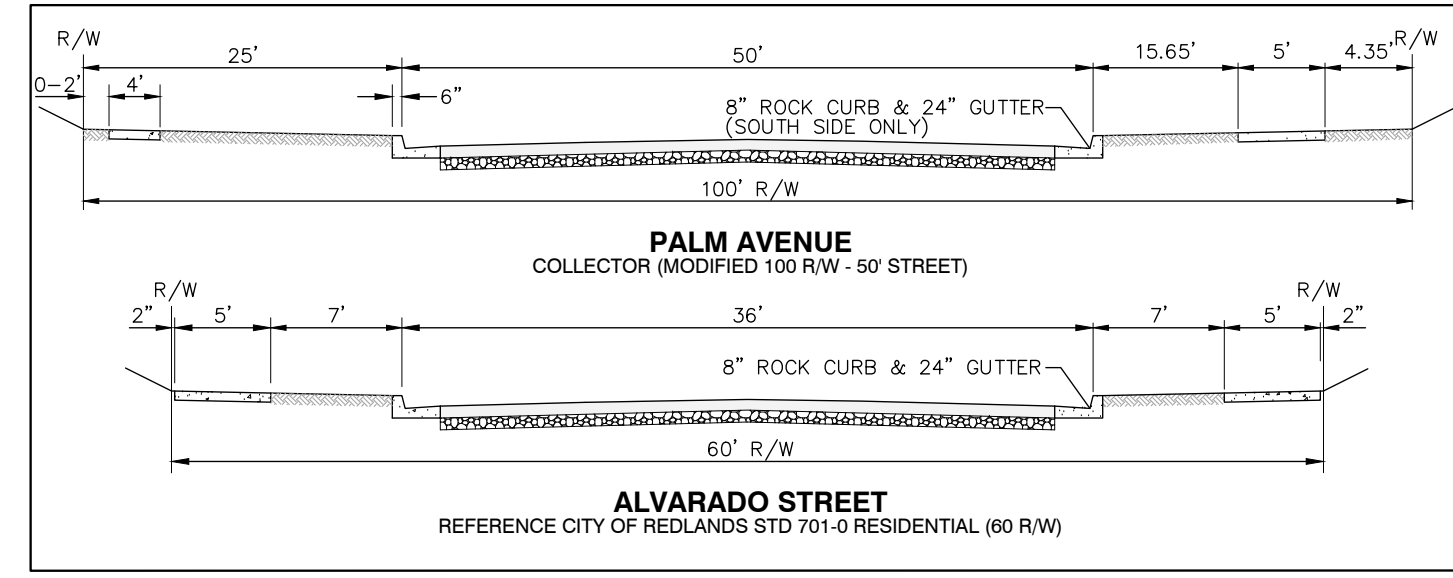 R/W
25'
50'
15.65'
5'
4.35'
R/W
0-2'
4'
6"
8" ROCK CURB & 24" GUTTER
(SOUTH SIDE ONLY)
100' R/W
PALM AVENUE
COLLECTOR (MODIFIED 100 R/W - 50' STREET)
R/W
R/W
2"
5'
7'
36'
7'
5'
2"
8" ROCK CURB & 24" GUTTER
60' R/W
ALVARADO STREET
REFERENCE CITY OF REDLANDS STD 701-0 RESIDENTIAL (60 R/W)